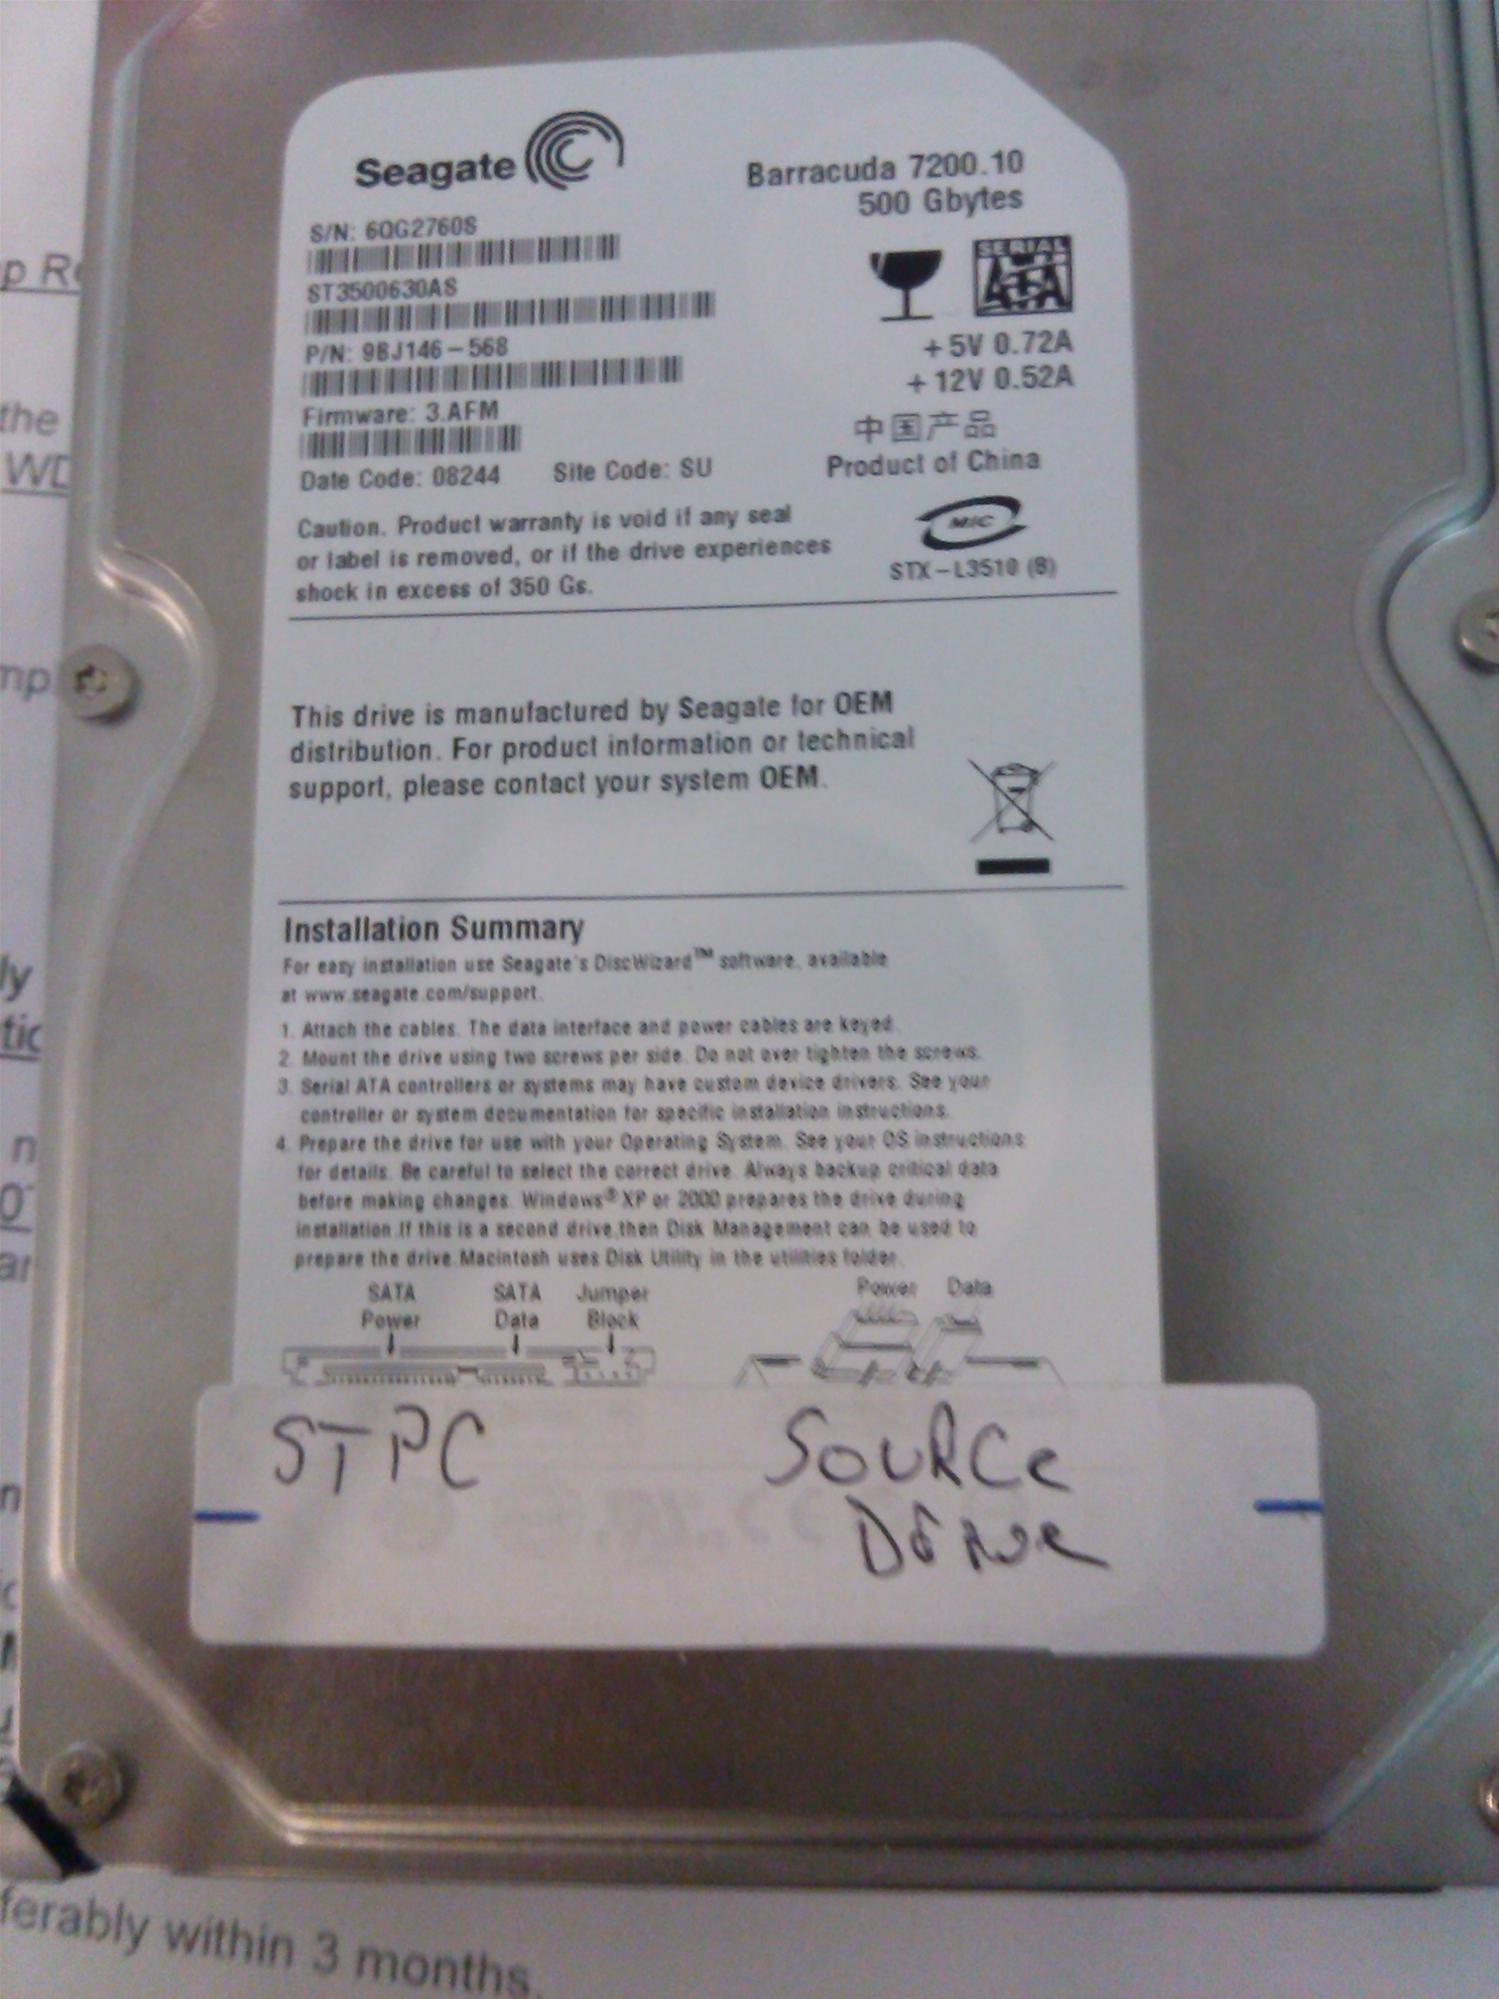 Seagate
Barracuda 7200.10
500 Gbytes
S/N: 6QG2760S
ST3500630AS
P/N: 9BJ146-568
Firmware: 3.AFM
Date Code: 08244 Site Code: SU
SERIAL
ATA
+5V 0.72A
+12V 0.52A
中国产品
Product of China
MIC
STX-L3510 (B)
Caution. Product warranty is void if any seal
or label is removed, or if the drive experiences
shock in excess of 350 Gs.
This drive is manufactured by Seagate for OEM
distribution. For product information or technical
support, please contact your system OEM.
Installation Summary
For easy installation use Seagate's DiscWizard™ software, available
at www.seagate.com/support.
1. Attach the cables. The data interface and power cables are keyed.
2. Mount the drive using two screws per side. Do not over tighten the screws.
3. Serial ATA controllers or systems may have custom device drivers. See your
controller or system documentation for specific installation instructions.
4. Prepare the drive for use with your Operating System. See your OS instructions
for details. Be careful to select the correct drive. Always backup critical data
before making changes. Windows® XP or 2000 prepares the drive during
installation.If this is a second drive,then Disk Management can be used to
prepare the drive.Macintosh uses Disk Utility in the utilities folder.
SATA Power
SATA Data
Jumper Block
Power Data
STPC
SOURCe
DRIVe
the
WD
ferably within 3 months.